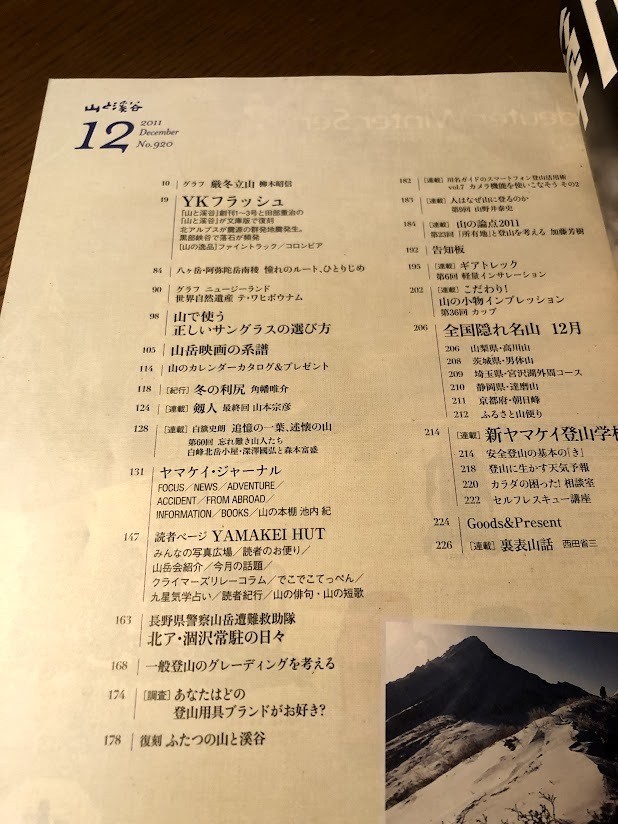 山と溪谷
12
2011
December
No.920
10 グラフ 厳冬立山 樽本昭信
19 YKフラッシュ
『山と溪谷』創刊1〜3号と田部重治の
『山と溪谷』が文庫版で復刻
北アルプスが震源の群発地震発生。
黒部峡谷で落石が頻発
[山の逸品]ファイントラック／コロンビア
84 八ヶ岳・阿弥陀岳南稜 憧れのルート、ひとりじめ
90 グラフ ニュージーランド
世界自然遺産 テ・ワヒポウナム
98 山で使う
正しいサングラスの選び方
105 山岳映画の系譜
114 山のカレンダーカタログ&プレゼント
118 [紀行] 冬の利尻 角幡唯介
124 [連載] 剱人 最終回 山本宗彦
128 [連載] 白籏史朗 追憶の一葉、述懐の山
第60回 忘れ難き山人たち
白峰北岳小屋・深澤國弘と森本富盛
131 ヤマケイ・ジャーナル
FOCUS／NEWS／ADVENTURE／
ACCIDENT／FROM ABROAD／
INFORMATION／BOOKS／山の本棚 池内 紀
147 読者ページ YAMAKEI HUT
みんなの写真広場／読者のお便り／
山岳会紹介／今月の話題／
クライマーズリレーコラム／でこでこてっぺん／
九星気学占い／読者紀行／山の俳句・山の短歌
163 長野県警察山岳遭難救助隊
北ア・涸沢常駐の日々
168 一般登山のグレーディングを考える
174 [調査] あなたはどの
登山用具ブランドがお好き?
178 復刻 ふたつの山と溪谷
182 [連載] 川名ガイドのスマートフォン登山活用術
vol.7 カメラ機能を使いこなそう その2
183 [連載] 人はなぜ山に登るのか
第9回 山野井泰史
184 [連載] 山の論点2011
第23回 「所有地」と登山を考える 加藤芳樹
192 告知板
195 [連載] ギアトレック
第6回 軽量インサレーション
202 [連載] こだわり!
山の小物インプレッション
第36回 カップ
206 全国隠れ名山 12月
206 山梨県・高川山
208 茨城県・男体山
209 埼玉県・宮沢湖外周コース
210 静岡県・達磨山
211 京都府・朝日峰
212 ふるさと山便り
214 [連載] 新ヤマケイ登山学校
214 安全登山の基本の「き」
218 登山に生かす天気予報
220 カラダの困った! 相談室
222 セルフレスキュー講座
224 Goods&Present
226 [連載] 裏表山話 西田省三